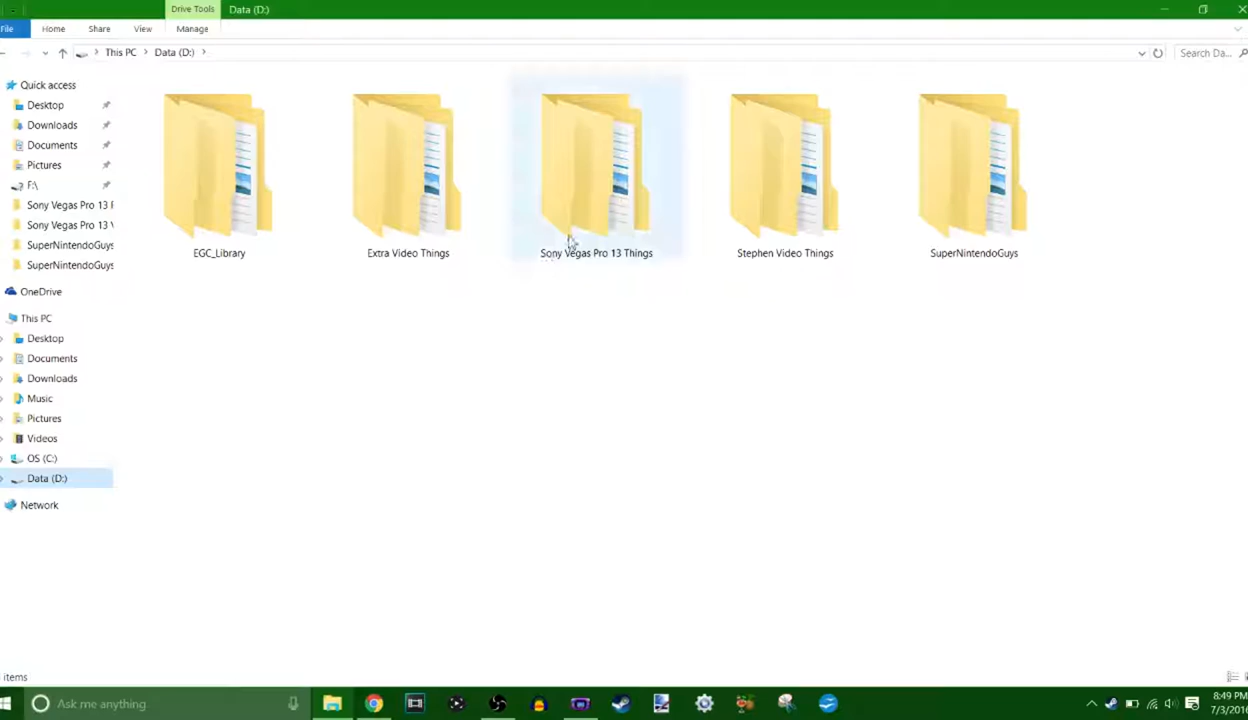 Drive Tools
Data (D:)
File
Home
Share
View
Manage
This PC
Data (D:)
Search Da...
Quick access
Desktop
Downloads
Documents
Pictures
F:\
Sony Vegas Pro 13
Sony Vegas Pro 13
SuperNintendoGuys
SuperNintendoGuys
OneDrive
This PC
Desktop
Documents
Downloads
Music
Pictures
Videos
OS (C:)
Data (D:)
Network
EGC_Library
Extra Video Things
Sony Vegas Pro 13 Things
Stephen Video Things
SuperNintendoGuys
items
Ask me anything
8:49 PM
7/3/201